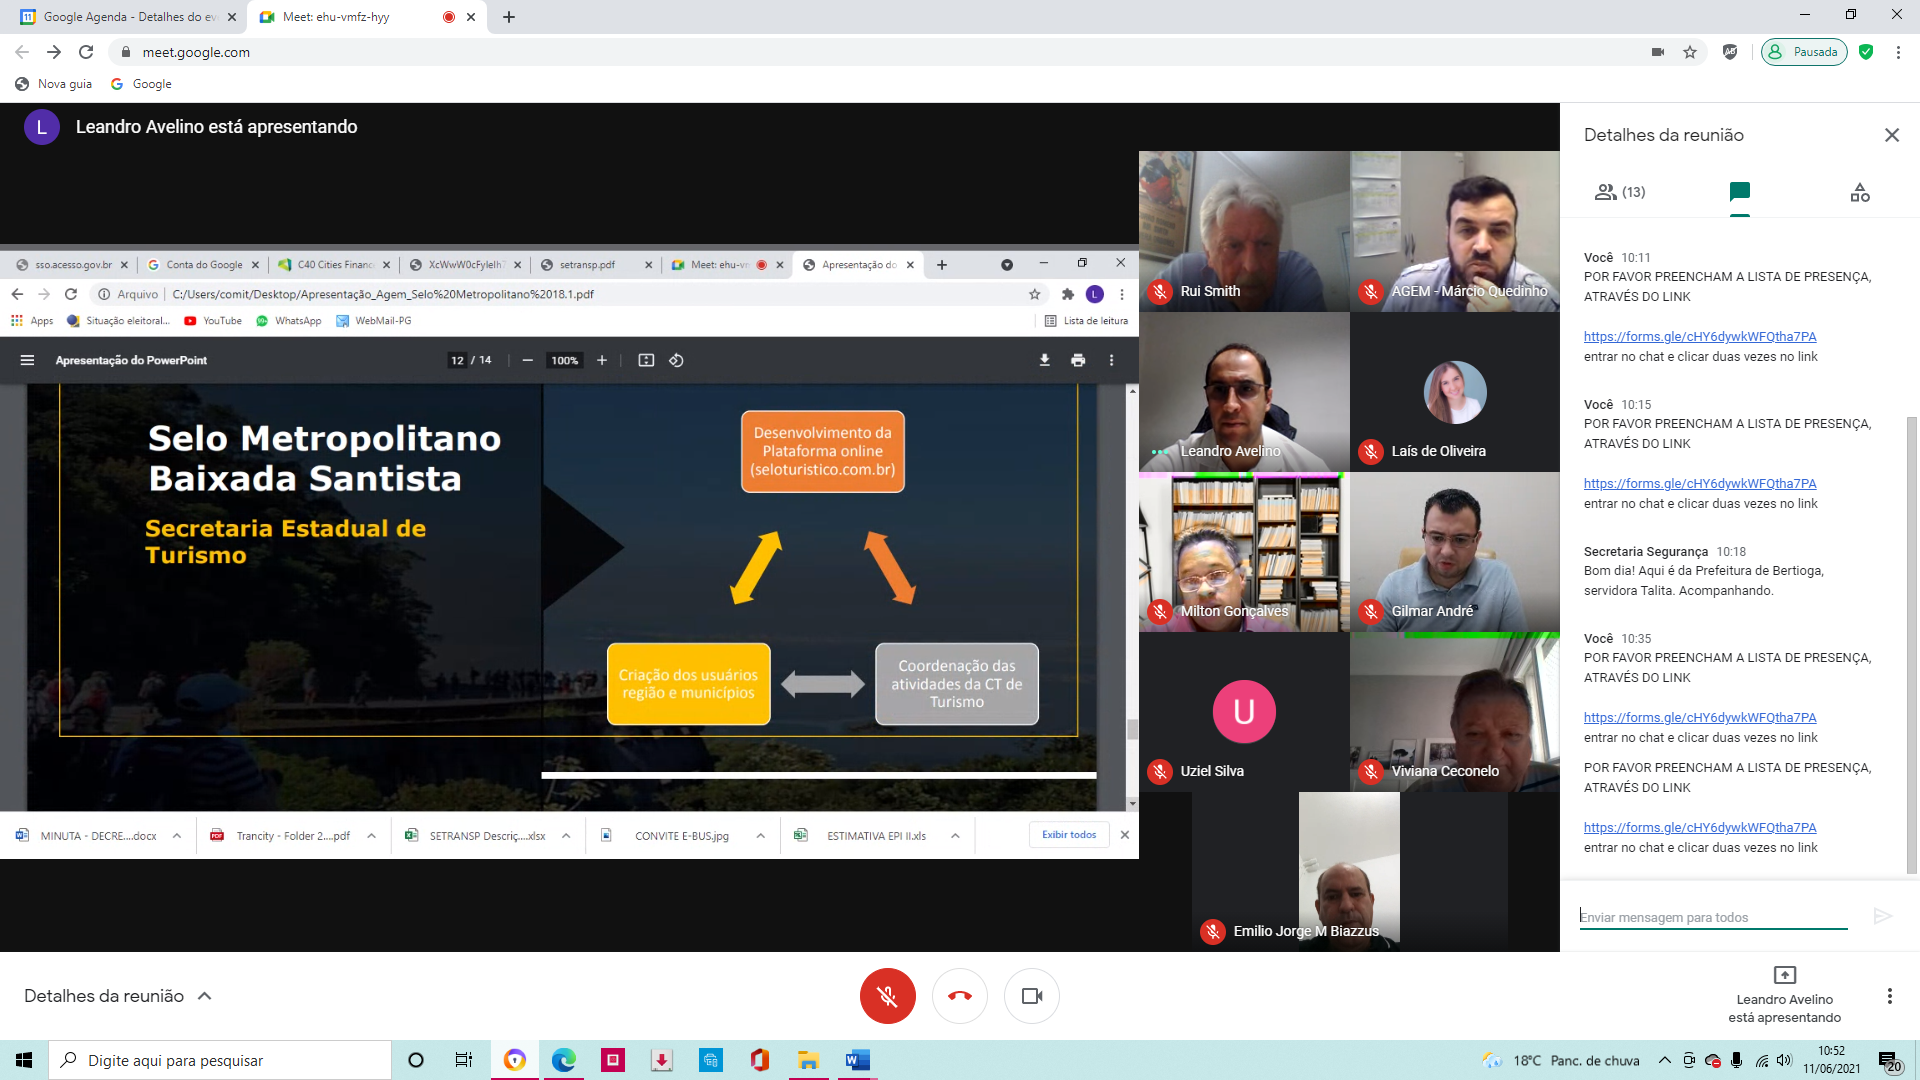 Google Agenda - Detalhes do ev
Meet: ehu-vmfz-hyy
meet.google.com
Pausada
Nova guia
Google
L
Leandro Avelino está apresentando
sso.acesso.gov.br
Conta do Google
C40 Cities Financ
setransp.pdf
Meet: ehu-vm
Apresentação do
Arquivo
C:/Users/comit/Desktop/Apresentação_Agem_Selo%20Metropolitano%2018.1.pdf
L
Apps
Situação eleitoral...
YouTube
WhatsApp
WebMail-PG
Lista de leitura
Apresentação do PowerPoint
12 / 14
100%
Selo Metropolitano
Baixada Santista
Secretaria Estadual de
Turismo
Desenvolvimento da
Plataforma online
(seloturistico.com.br)
Criação dos usuários
região e municípios
Coordenação das
atividades da CT de
Turismo
MINUTA - DECRE....docx
Trancity - Folder 2....pdf
SETRANSP Descriç....xlsx
CONVITE E-BUS.jpg
ESTIMATIVA EPI II.xls
Exibir todos
Rui Smith
AGEM - Márcio Quedinho
Leandro Avelino
Laís de Oliveira
Milton Gonçalves
Gilmar André
U
Uziel Silva
Viviana Ceconelo
Emilio Jorge M Biazzus
Detalhes da reunião
(13)
Você 10:11
POR FAVOR PREENCHAM A LISTA DE PRESENÇA,
ATRAVÉS DO LINK
https://forms.gle/cHY6dywkWFQtha7PA
entrar no chat e clicar duas vezes no link
Você 10:15
POR FAVOR PREENCHAM A LISTA DE PRESENÇA,
ATRAVÉS DO LINK
https://forms.gle/cHY6dywkWFQtha7PA
entrar no chat e clicar duas vezes no link
Secretaria Segurança 10:18
Bom dia! Aqui é da Prefeitura de Bertioga,
servidora Talita. Acompanhando.
Você 10:35
POR FAVOR PREENCHAM A LISTA DE PRESENÇA,
ATRAVÉS DO LINK
https://forms.gle/cHY6dywkWFQtha7PA
entrar no chat e clicar duas vezes no link
POR FAVOR PREENCHAM A LISTA DE PRESENÇA,
ATRAVÉS DO LINK
https://forms.gle/cHY6dywkWFQtha7PA
entrar no chat e clicar duas vezes no link
Enviar mensagem para todos
Detalhes da reunião
Leandro Avelino
está apresentando
Digite aqui para pesquisar
18°C Panc. de chuva
10:52
11/06/2021
20